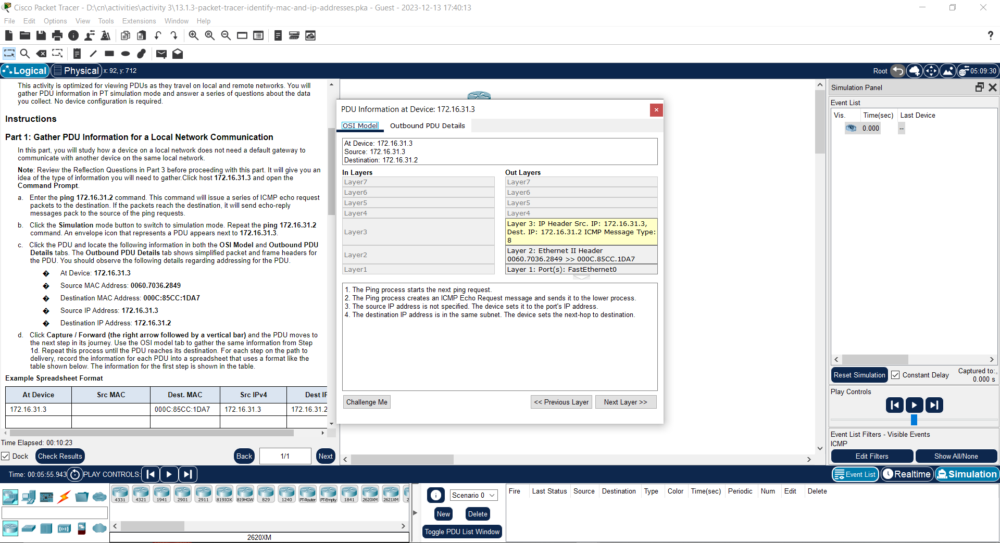 Cisco Packet Tracer - D:\cn\activities\activity 3\13.1.3-packet-tracer-identify-mac-and-ip-addresses.pka - Guest - 2023-12-13 17:40:13
File Edit Options View Tools Extensions Window Help
?
Logical Physical x: 92, y: 712
Root 05:09:30
This activity is optimized for viewing PDUs as they travel on local and remote networks. You will
gather PDU information in PT simulation mode and answer a series of questions about the data
you collect. No device configuration is required.
Instructions
Part 1: Gather PDU Information for a Local Network Communication
In this part, you will study how a device on a local network does not need a default gateway to
communicate with another device on the same local network.
Note: Review the Reflection Questions in Part 3 before proceeding with this part. It will give you an
idea of the type of information you will need to gather.Click host 172.16.31.3 and open the
Command Prompt.
a. Enter the ping 172.16.31.2 command. This command will issue a series of ICMP echo request
packets to the destination. If the packets reach the destination, it will send echo-reply
messages pack to the source of the ping requests.
b. Click the Simulation mode button to switch to simulation mode. Repeat the ping 172.16.31.2
command. An envelope icon that represents a PDU appears next to 172.16.31.3.
c. Click the PDU and locate the following information in both the OSI Model and Outbound PDU
Details tabs. The Outbound PDU Details tab shows simplified packet and frame headers for
the PDU. You should observe the following details regarding addressing for the PDU.
� At Device: 172.16.31.3
� Source MAC Address: 0060.7036.2849
� Destination MAC Address: 000C:85CC:1DA7
� Source IP Address: 172.16.31.3
� Destination IP Address: 172.16.31.2
d. Click Capture / Forward (the right arrow followed by a vertical bar) and the PDU moves to
the next step in its journey. Use the OSI model tab to gather the same information from Step
1d. Repeat this process until the PDU reaches its destination. For each step on the path to
delivery, record the information for each PDU into a spreadsheet that uses a format like the
table shown below. The information for the first step is shown in the table.
Example Spreadsheet Format
At Device Src MAC Dest. MAC Src IPv4 Dest IF
172.16.31.3 000C:85CC:1DA7 172.16.31.3 172.16.31.2
Time Elapsed: 00:10:23
Dock Check Results Back 1/1 Next
PDU Information at Device: 172.16.31.3
OSI Model Outbound PDU Details
At Device: 172.16.31.3
Source: 172.16.31.3
Destination: 172.16.31.2
In Layers Out Layers
Layer7 Layer7
Layer6 Layer6
Layer5 Layer5
Layer4 Layer4
Layer3 Layer 3: IP Header Src. IP: 172.16.31.3,
Dest. IP: 172.16.31.2 ICMP Message Type:
8
Layer2 Layer 2: Ethernet II Header
0060.7036.2849 >> 000C.85CC.1DA7
Layer1 Layer 1: Port(s): FastEthernet0
1. The Ping process starts the next ping request.
2. The Ping process creates an ICMP Echo Request message and sends it to the lower process.
3. The source IP address is not specified. The device sets it to the port's IP address.
4. The destination IP address is in the same subnet. The device sets the next-hop to destination.
Challenge Me << Previous Layer Next Layer >>
Simulation Panel
Event List
Vis. Time(sec) Last Device
0.000 --
Reset Simulation Constant Delay Captured to:
0.000 s
Play Controls
Event List Filters - Visible Events
ICMP
Edit Filters Show All/None
Time: 00:05:55.943 PLAY CONTROLS:
Event List Realtime Simulation
4331 4321 1941 2901 2911 819IOX 819HGW 829 1240 PT-Router PT-Empty 1841 2620XM 2621XM 2
2620XM
Scenario 0
New Delete
Toggle PDU List Window
Fire Last Status Source Destination Type Color Time(sec) Periodic Num Edit Delete